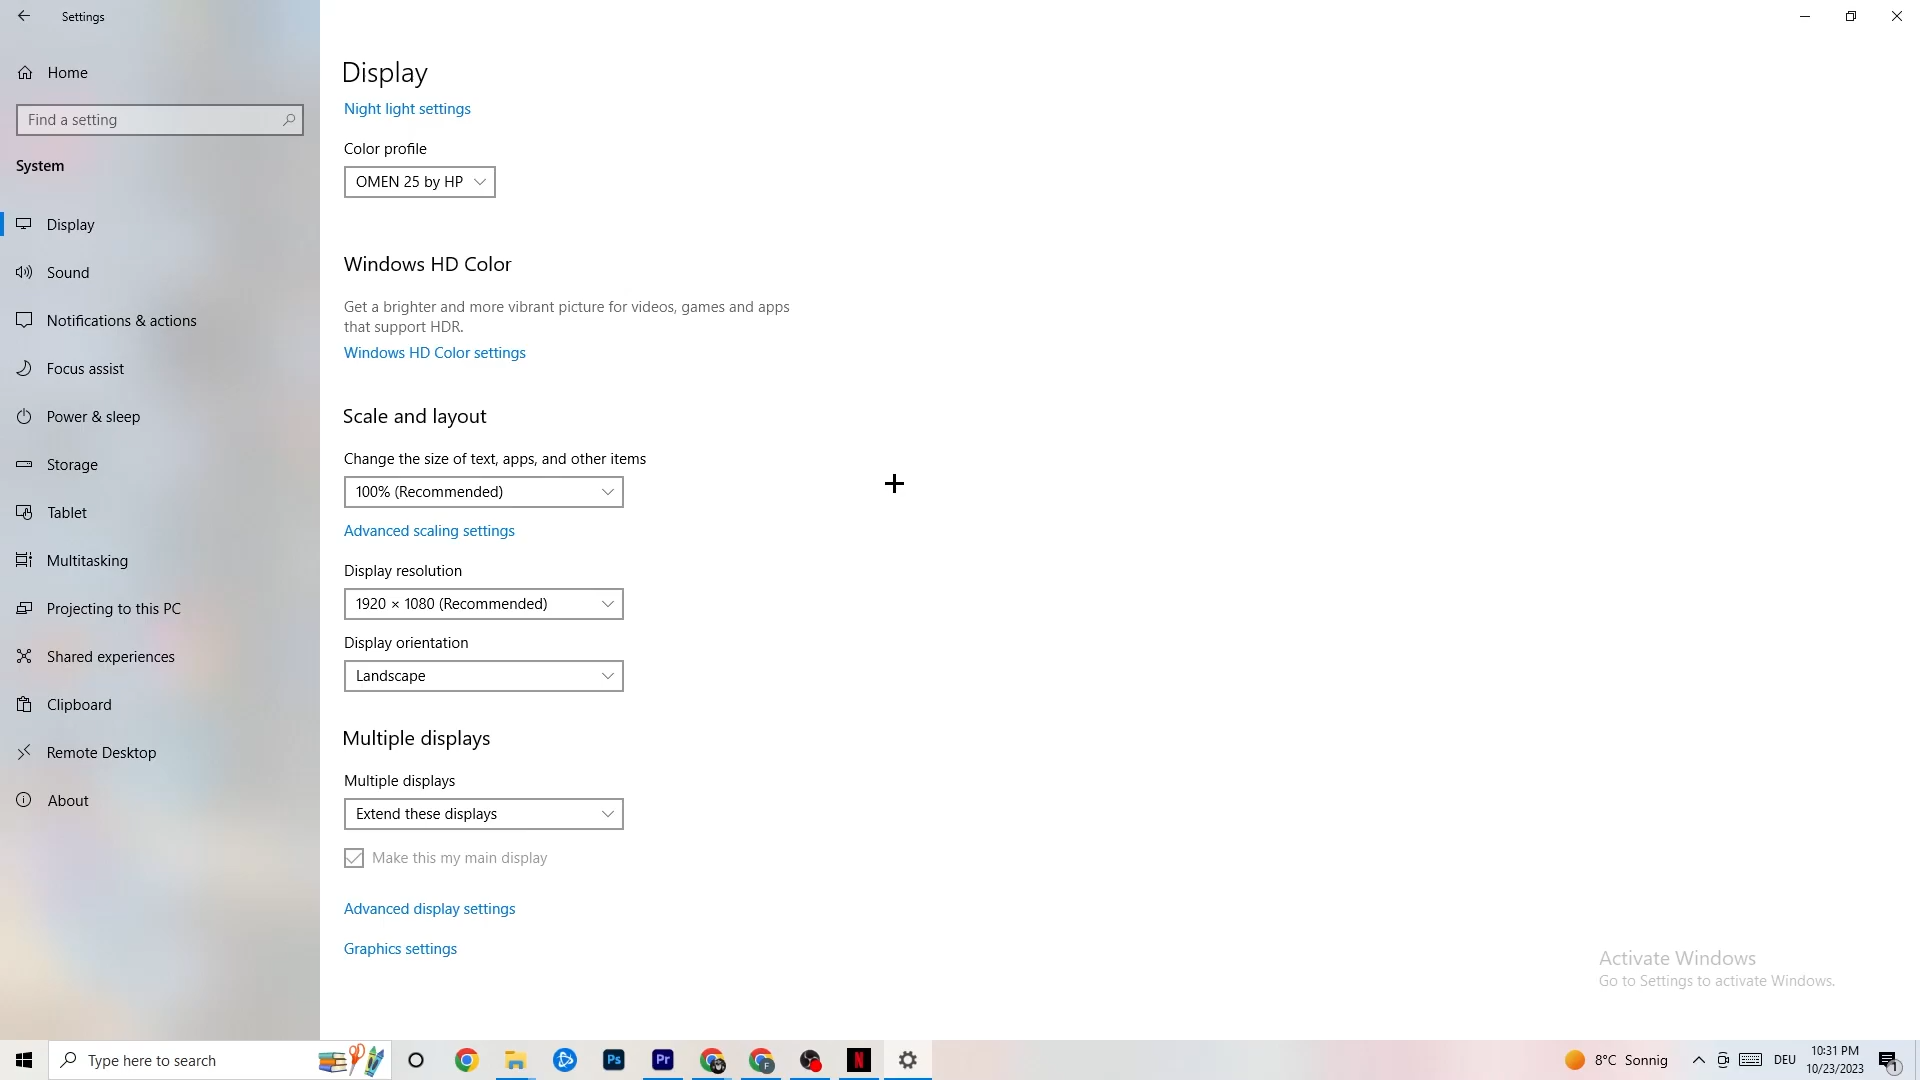 Settings
Home
Find a setting
System
Display
Sound
Notifications & actions
Focus assist
Power & sleep
Storage
Tablet
Multitasking
Projecting to this PC
Shared experiences
Clipboard
Remote Desktop
About
Display
Night light settings
Color profile
OMEN 25 by HP
Windows HD Color
Get a brighter and more vibrant picture for videos, games and apps
that support HDR.
Windows HD Color settings
Scale and layout
Change the size of text, apps, and other items
100% (Recommended)
Advanced scaling settings
Display resolution
1920 × 1080 (Recommended)
Display orientation
Landscape
Multiple displays
Multiple displays
Extend these displays
Make this my main display
Advanced display settings
Graphics settings
Activate Windows
Go to Settings to activate Windows.
Type here to search
Ps
Pr
F
N
8°C Sonnig
DEU
10:31 PM
10/23/2023
1